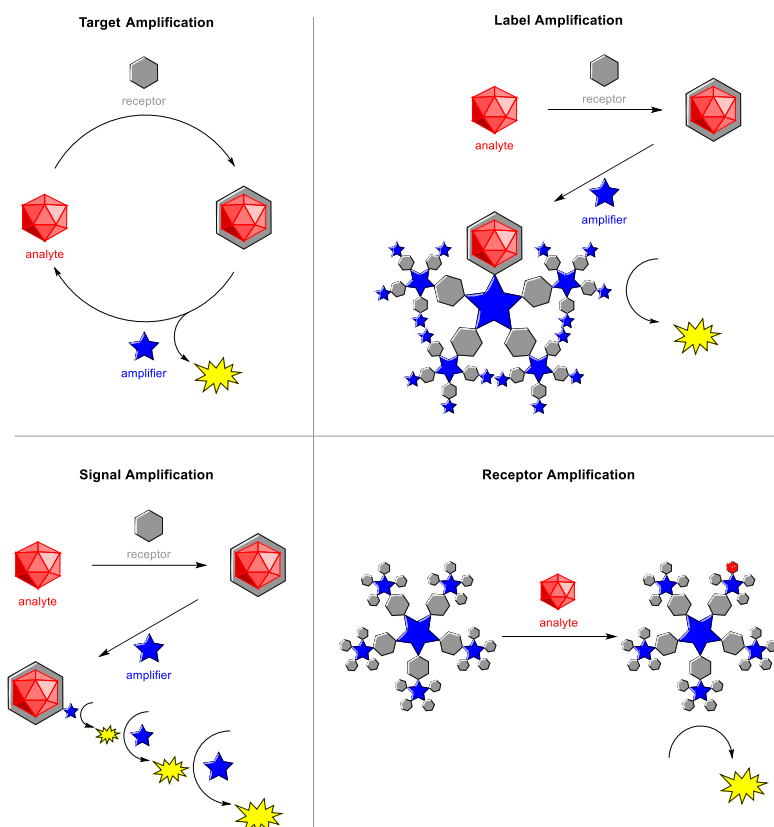 Target Amplification
receptor
analyte
amplifier
Label Amplification
receptor
analyte
amplifier
Signal Amplification
receptor
analyte
amplifier
Receptor Amplification
analyte